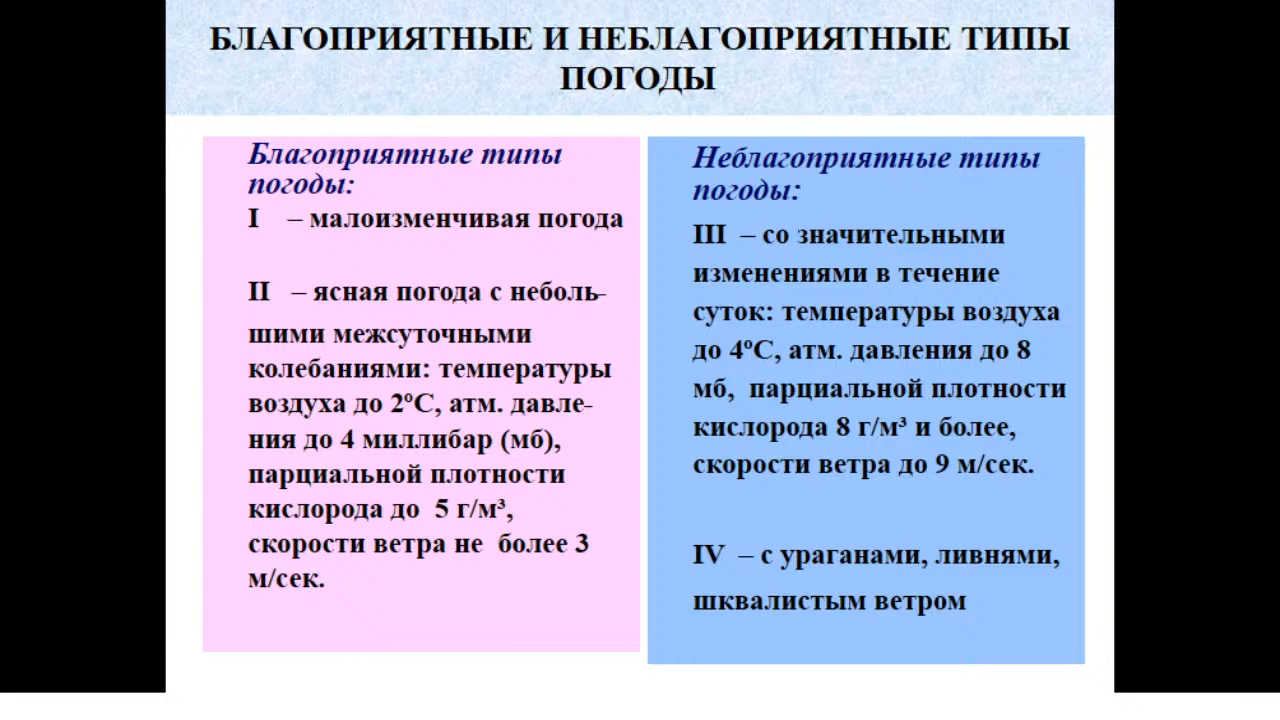 БЛАГОПРИЯТНЫЕ И НЕБЛАГОПРИЯТНЫЕ ТИПЫ
ПОГОДЫ
Благоприятные типы
погоды:
I – малоизменчивая погода
II – ясная погода с неболь-
шими межсуточными
колебаниями: температуры
воздуха до 2ºС, атм. давле-
ния до 4 миллибар (мб),
парциальной плотности
кислорода до 5 г/м³,
скорости ветра не более 3
м/сек.
Неблагоприятные типы
погоды:
III – со значительными
изменениями в течение
суток: температуры воздуха
до 4ºС, атм. давления до 8
мб, парциальной плотности
кислорода 8 г/м³ и более,
скорости ветра до 9 м/сек.
IV – с ураганами, ливнями,
шквалистым ветром